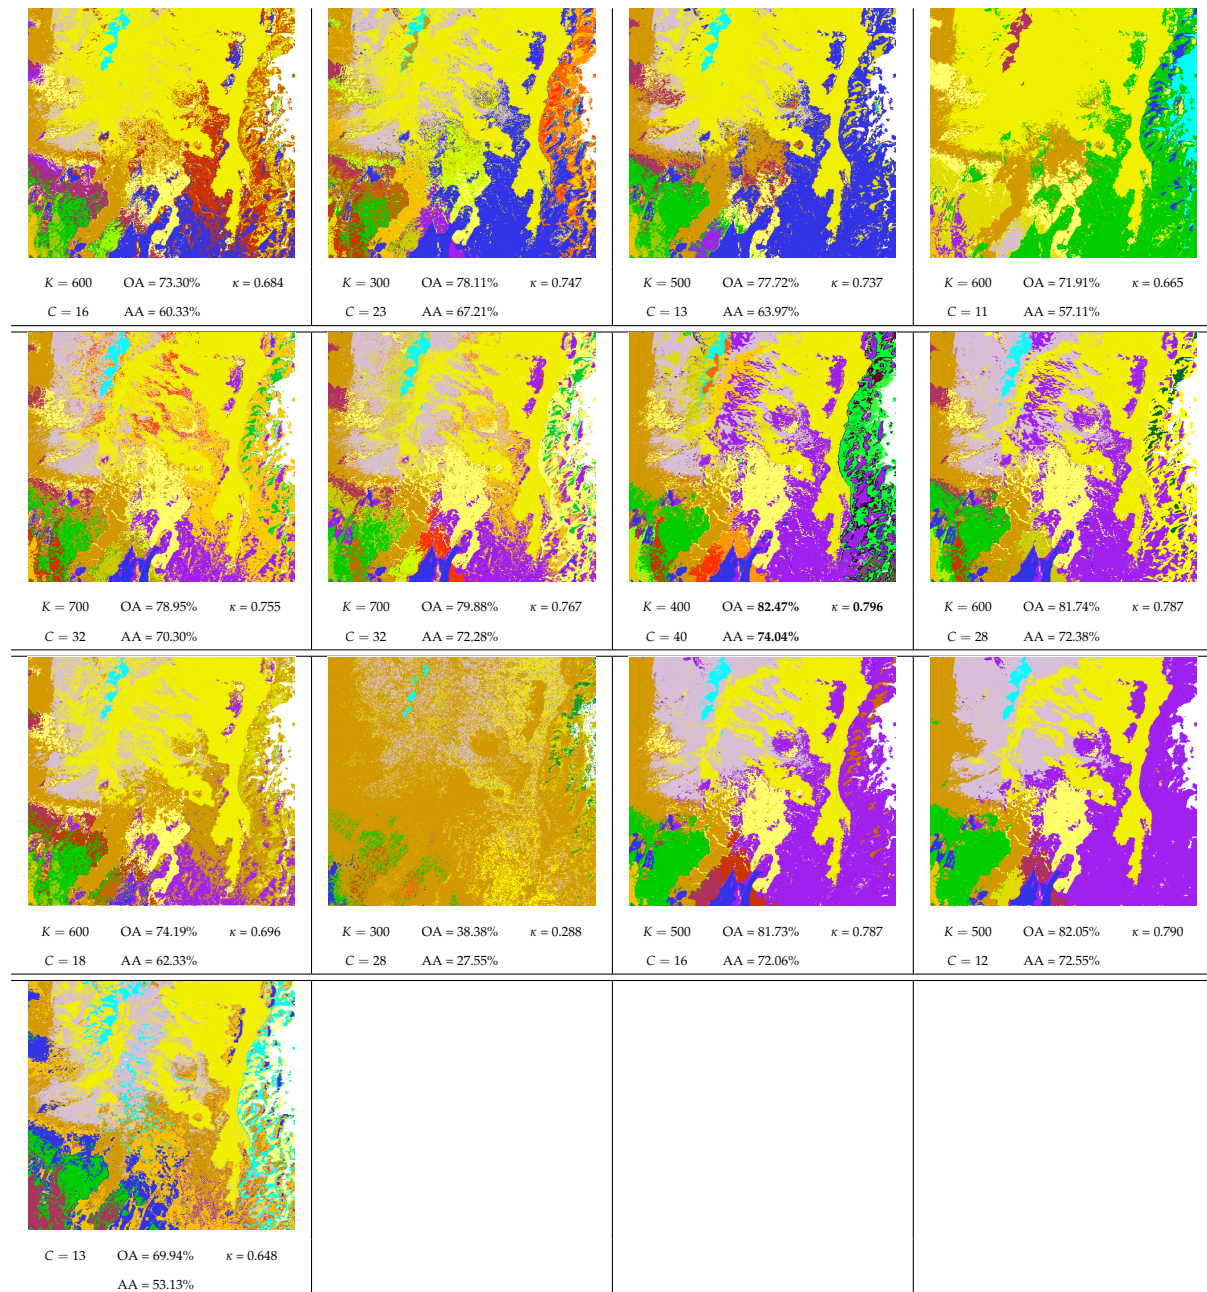 K = 600 OA = 73.30% κ = 0.684
C = 16 AA = 60.33%
K = 300 OA = 78.11% κ = 0.747
C = 23 AA = 67.21%
K = 500 OA = 77.72% κ = 0.737
C = 13 AA = 63.97%
K = 600 OA = 71.91% κ = 0.665
C = 11 AA = 57.11%
K = 700 OA = 78.95% κ = 0.755
C = 32 AA = 70.30%
K = 700 OA = 79.88% κ = 0.767
C = 32 AA = 72.28%
K = 400 OA = 82.47% κ = 0.796
C = 40 AA = 74.04%
K = 600 OA = 81.74% κ = 0.787
C = 28 AA = 72.38%
K = 600 OA = 74.19% κ = 0.696
C = 18 AA = 62.33%
K = 300 OA = 38.38% κ = 0.288
C = 28 AA = 27.55%
K = 500 OA = 81.73% κ = 0.787
C = 16 AA = 72.06%
K = 500 OA = 82.05% κ = 0.790
C = 12 AA = 72.55%
C = 13 OA = 69.94% κ = 0.648
AA = 53.13%